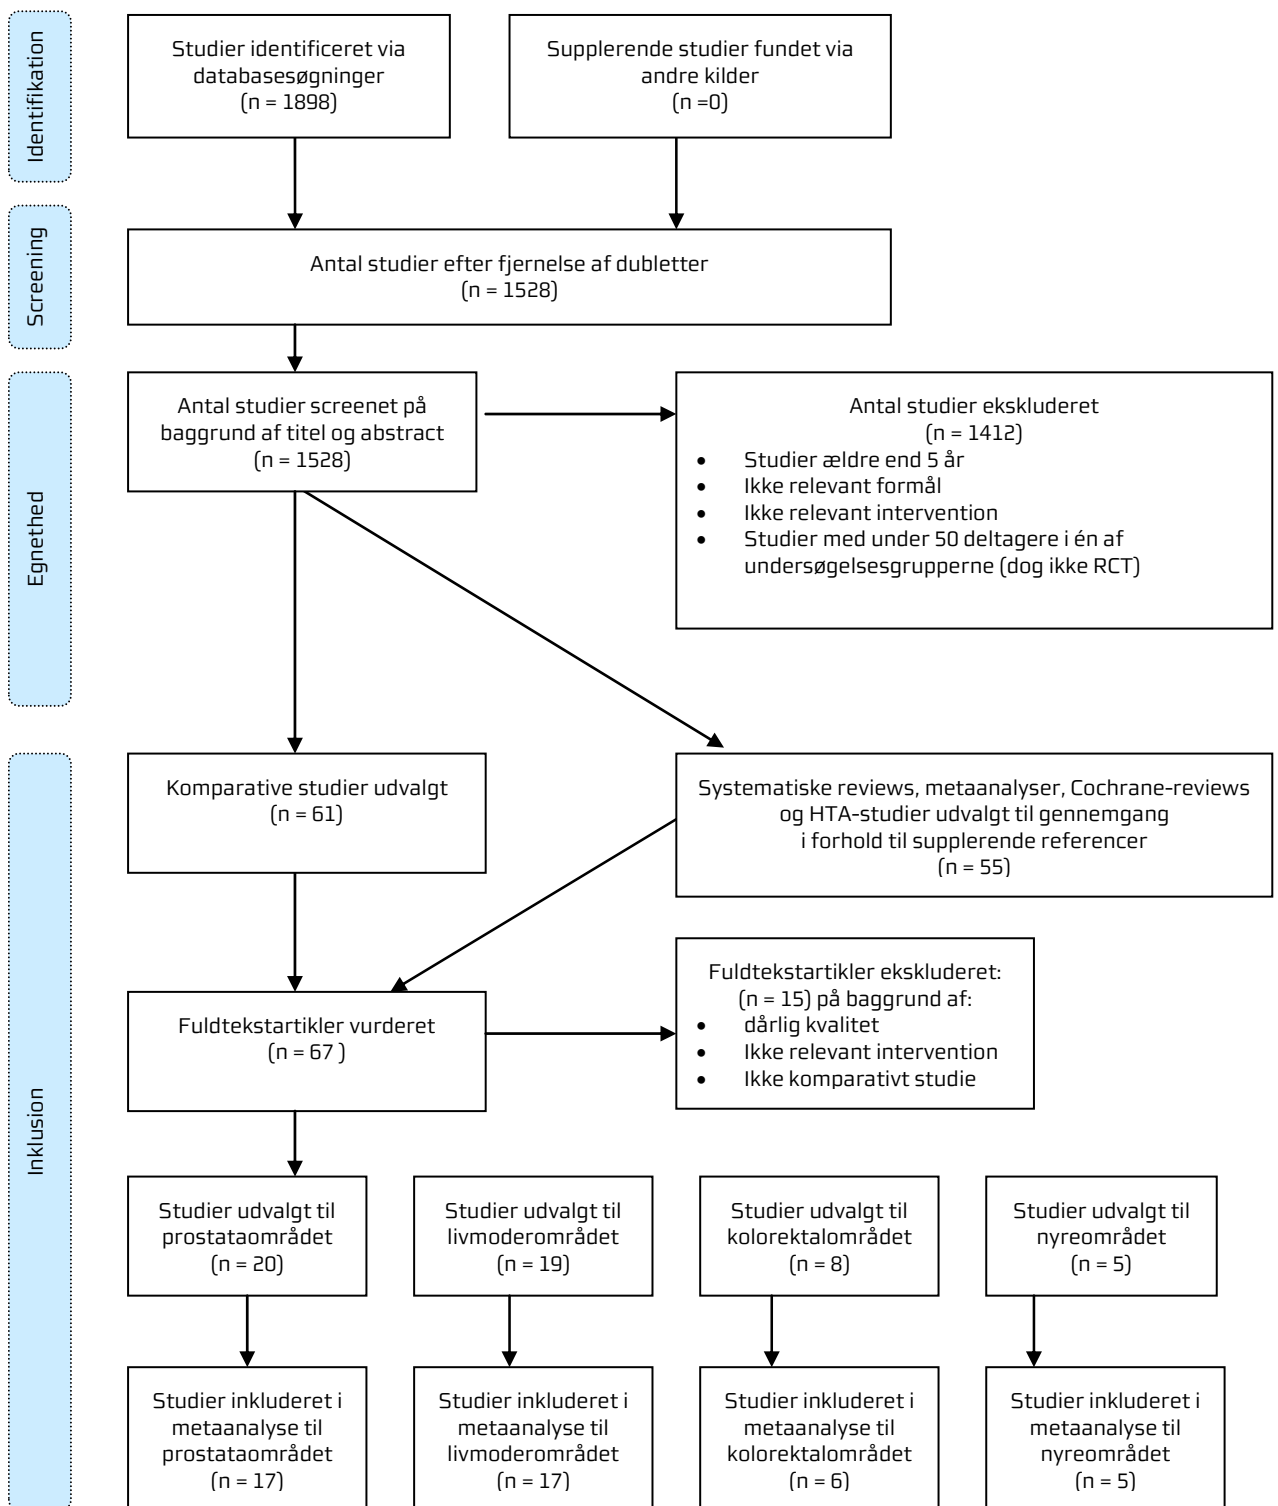 Identifikation
Studier identificeret via
databasesøgninger
(n = 1898)
Supplerende studier fundet via
andre kilder
(n =0)
Screening
Antal studier efter fjernelse af dubletter
(n = 1528)
Egnethed
Antal studier screenet på
baggrund af titel og abstract
(n = 1528)
Antal studier ekskluderet
(n = 1412)
• Studier ældre end 5 år
• Ikke relevant formål
• Ikke relevant intervention
• Studier med under 50 deltagere i én af
undersøgelsesgrupperne (dog ikke RCT)
Inklusion
Komparative studier udvalgt
(n = 61)
Systematiske reviews, metaanalyser, Cochrane-reviews
og HTA-studier udvalgt til gennemgang
i forhold til supplerende referencer
(n = 55)
Fuldtekstartikler vurderet
(n = 67 )
Fuldtekstartikler ekskluderet:
(n = 15) på baggrund af:
• dårlig kvalitet
• Ikke relevant intervention
• Ikke komparativt studie
Studier udvalgt til
prostataområdet
(n = 20)
Studier udvalgt til
livmoderområdet
(n = 19)
Studier udvalgt til
kolorektalområdet
(n = 8)
Studier udvalgt til
nyreområdet
(n = 5)
Studier inkluderet i
metaanalyse til
prostataområdet
(n = 17)
Studier inkluderet i
metaanalyse til
livmoderområdet
(n = 17)
Studier inkluderet i
metaanalyse til
kolorektalområdet
(n = 6)
Studier inkluderet i
metaanalyse til
nyreområdet
(n = 5)